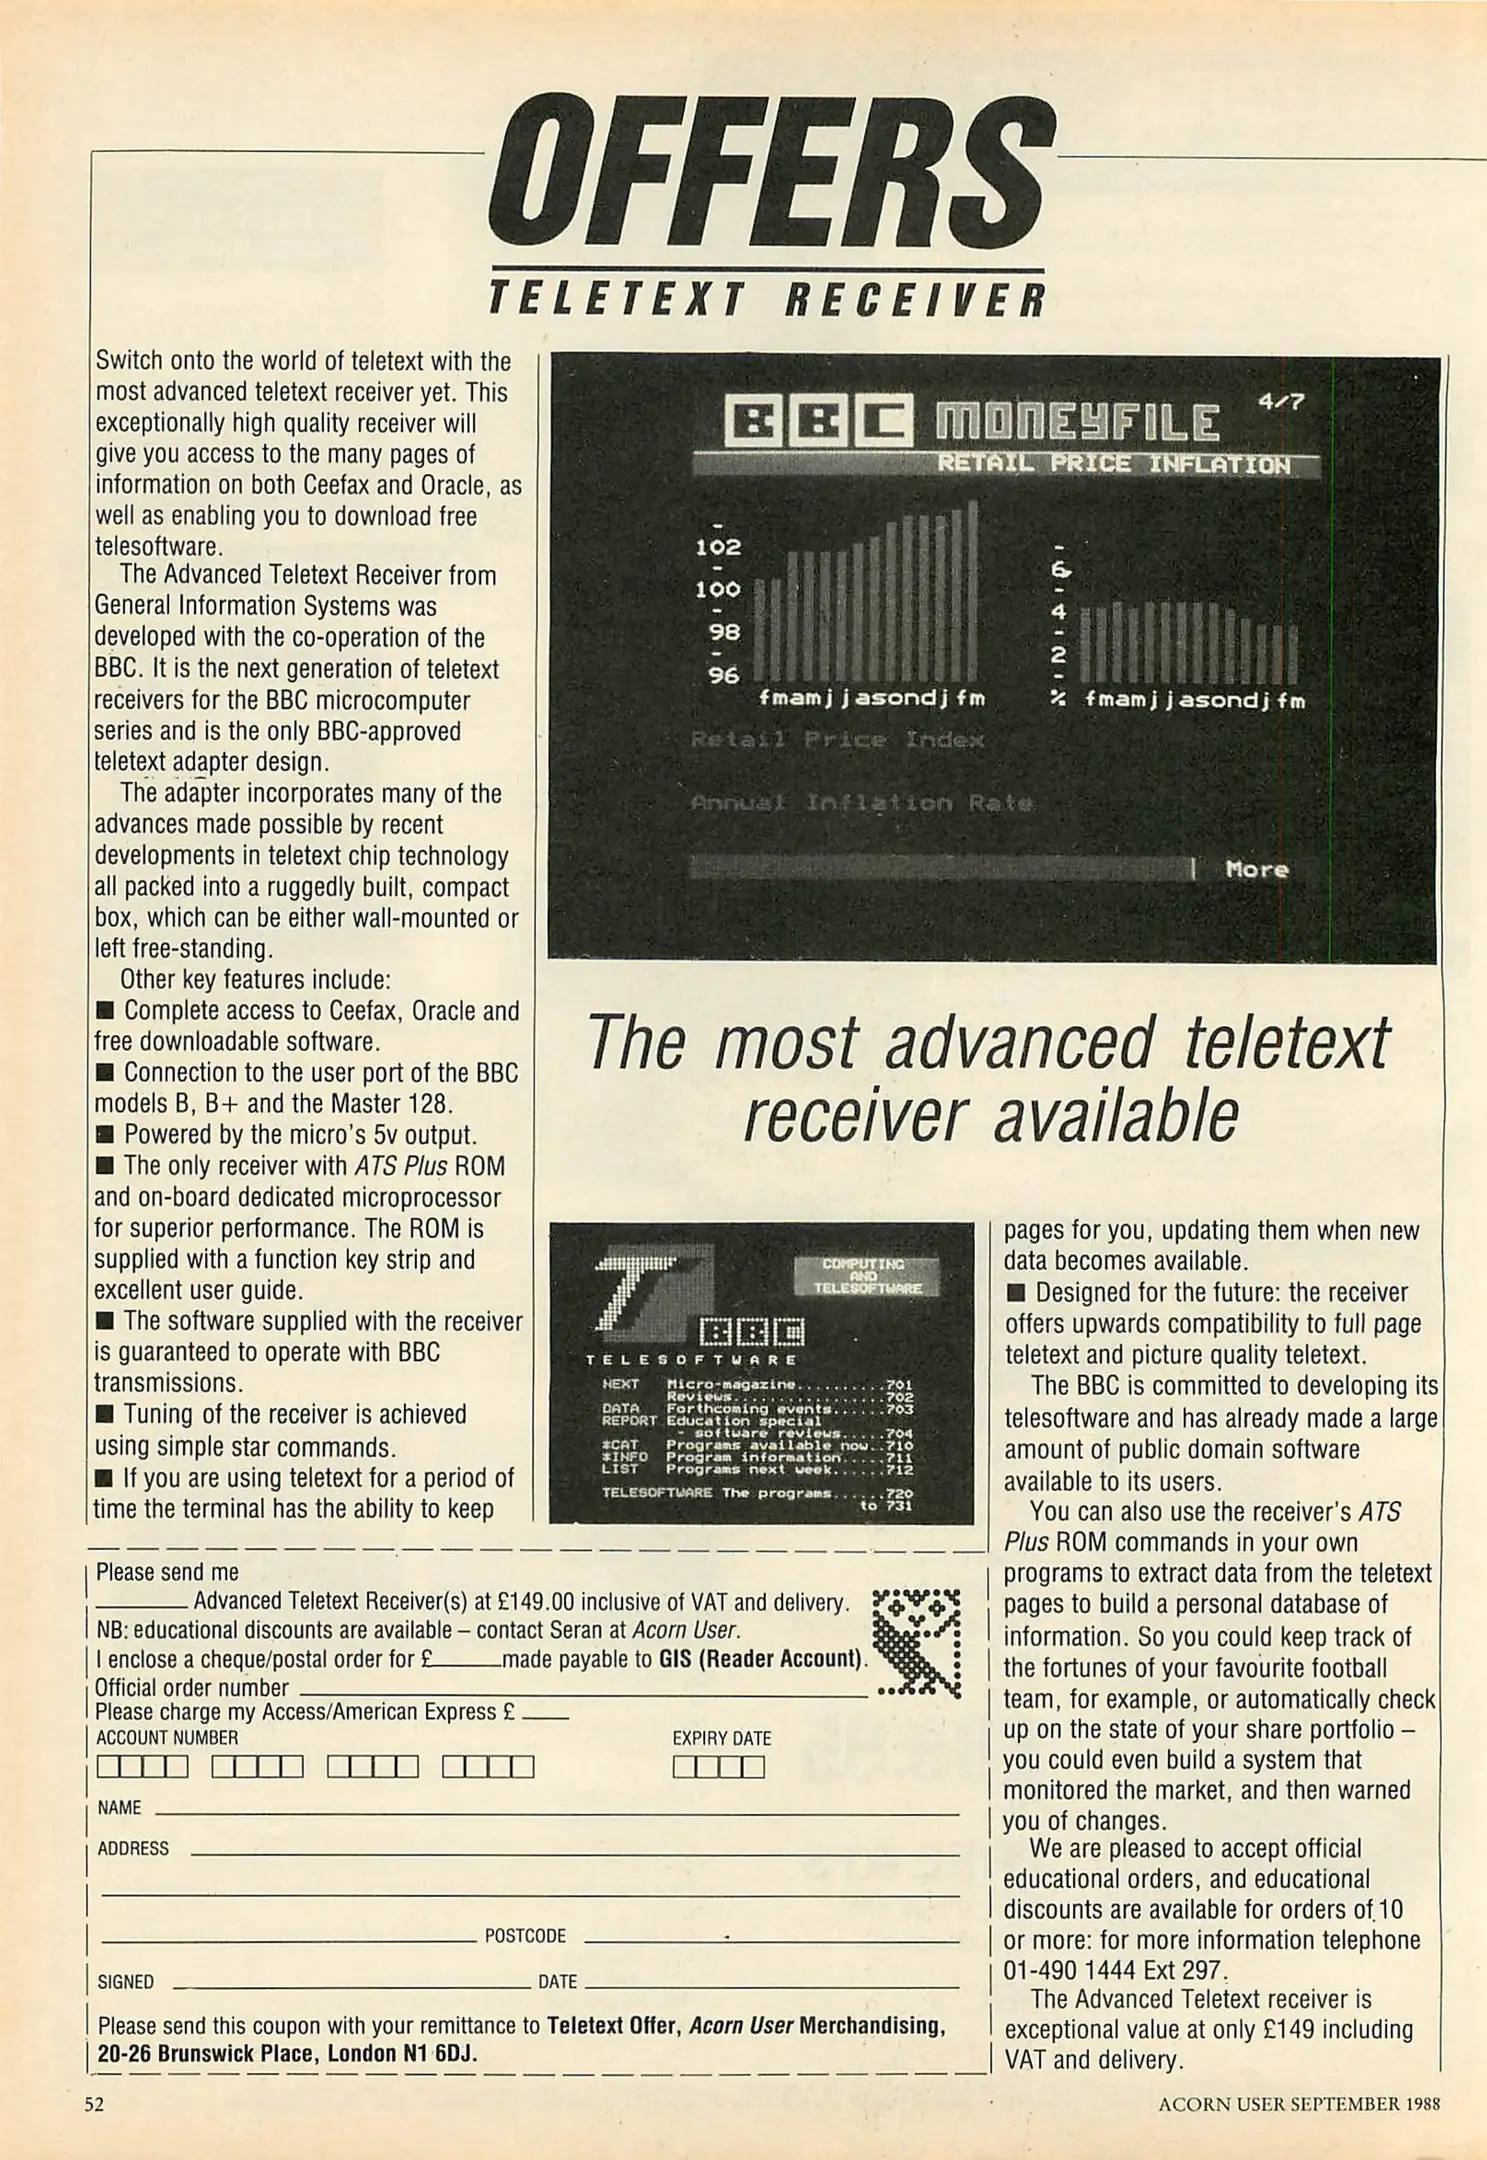 OFFERS
TELETEXT RECEIVER
Switch onto the world of teletext with the
most advanced teletext receiver yet. This
exceptionally high quality receiver will
give you access to the many pages of
information on both Ceefax and Oracle, as
well as enabling you to download free
telesoftware.
The Advanced Teletext Receiver from
General Information Systems was
developed with the co-operation of the
BBC. It is the next generation of teletext
receivers for the BBC microcomputer
series and is the only BBC-approved
teletext adapter design.
The adapter incorporates many of the
advances made possible by recent
developments in teletext chip technology
all packed into a ruggedly built, compact
box, which can be either wall-mounted or
left free-standing.
Other key features include:
■ Complete access to Ceefax, Oracle and
free downloadable software.
■ Connection to the user port of the BBC
models B, B+ and the Master 128.
■ Powered by the micro's 5v output.
■ The only receiver with ATS Plus ROM
and on-board dedicated microprocessor
for superior performance. The ROM is
supplied with a function key strip and
excellent user guide.
■ The software supplied with the receiver
is guaranteed to operate with BBC
transmissions.
■ Tuning of the receiver is achieved
using simple star commands.
■ If you are using teletext for a period of
time the terminal has the ability to keep
BBC MONEYFILE 4/7
RETAIL PRICE INFLATION
102
100
98
96
fmamjjasondjfm
6
4
2
% fmamjjasondjfm
Retail Price Index
Annual Inflation Rate
More
The most advanced teletext
receiver available
T
COMPUTING
AND
TELESOFTWARE
BBC
TELESOFTWARE
NEXT Micro-magazine..........701
Reviews.................702
DATA Forthcoming events......703
REPORT Education special
- software reviews.....704
*CAT Programs available now..710
*INFO Program information.....711
LIST Programs next week......712
TELESOFTWARE The programs......720
to 731
pages for you, updating them when new
data becomes available.
■ Designed for the future: the receiver
offers upwards compatibility to full page
teletext and picture quality teletext.
The BBC is committed to developing its
telesoftware and has already made a large
amount of public domain software
available to its users.
You can also use the receiver's ATS
Plus ROM commands in your own
programs to extract data from the teletext
pages to build a personal database of
information. So you could keep track of
the fortunes of your favourite football
team, for example, or automatically check
up on the state of your share portfolio –
you could even build a system that
monitored the market, and then warned
you of changes.
We are pleased to accept official
educational orders, and educational
discounts are available for orders of 10
or more: for more information telephone
01-490 1444 Ext 297.
The Advanced Teletext receiver is
exceptional value at only £149 including
VAT and delivery.
Please send me
Advanced Teletext Receiver(s) at £149.00 inclusive of VAT and delivery.
NB: educational discounts are available – contact Seran at Acorn User.
I enclose a cheque/postal order for £ made payable to GIS (Reader Account).
Official order number
Please charge my Access/American Express £
ACCOUNT NUMBER EXPIRY DATE
NAME
ADDRESS
POSTCODE
SIGNED DATE
Please send this coupon with your remittance to Teletext Offer, Acorn User Merchandising,
20-26 Brunswick Place, London N1 6DJ.
52
ACORN USER SEPTEMBER 1988